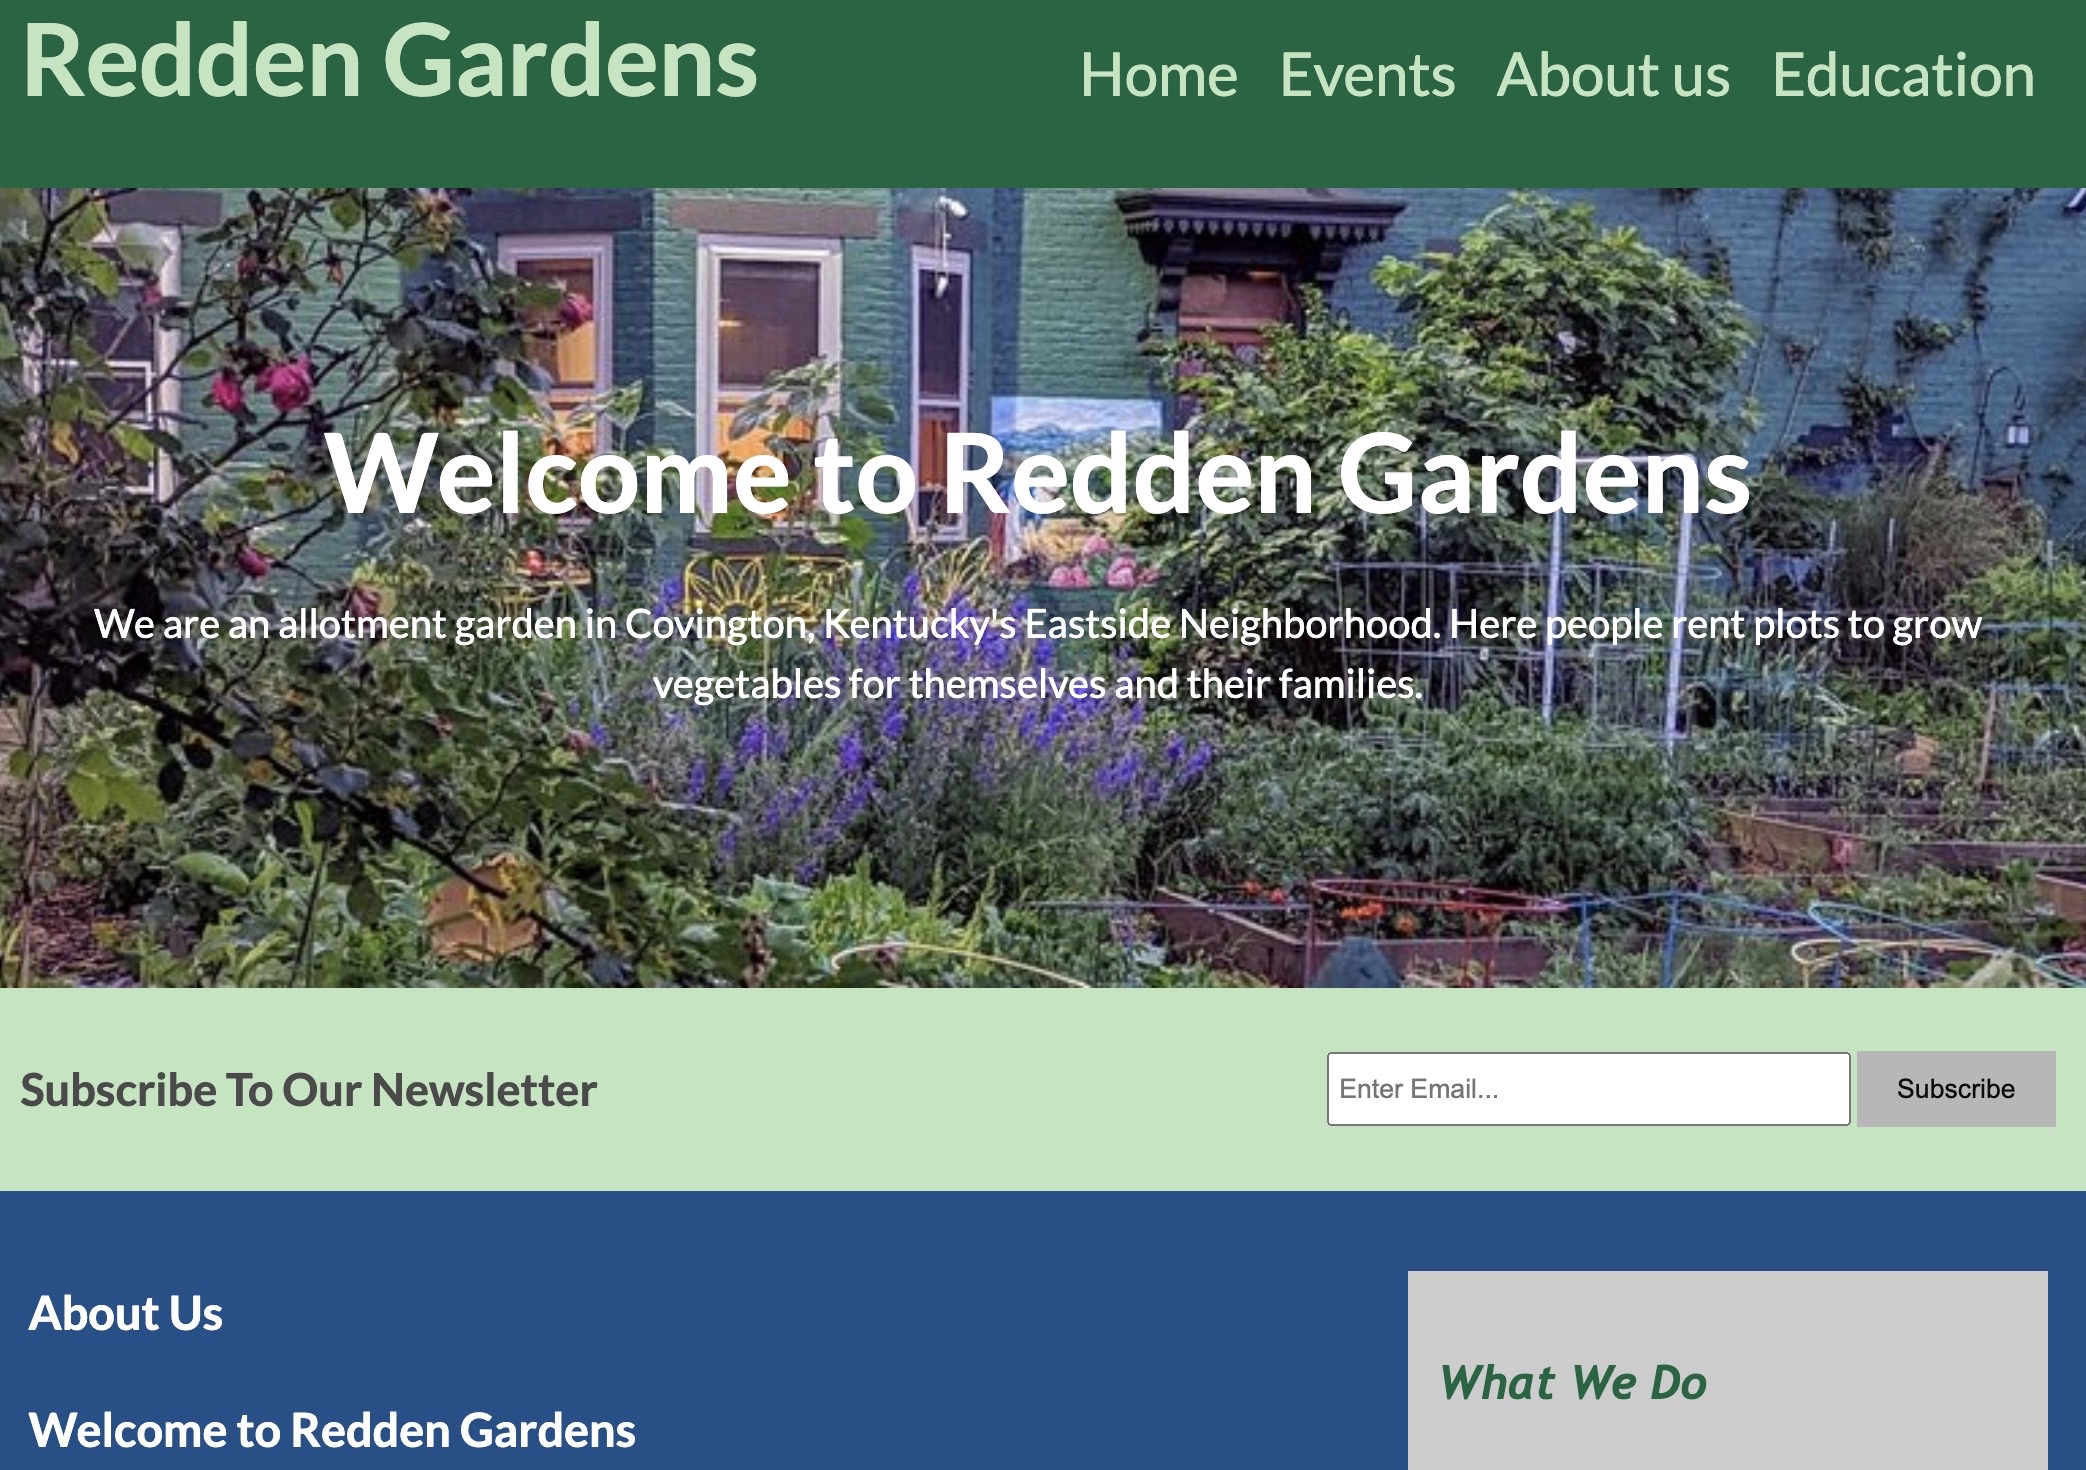 Redden Gardens
Home Events About us Education
Welcome to Redden Gardens
We are an allotment garden in Covington, Kentucky's Eastside Neighborhood. Here people rent plots to grow
vegetables for themselves and their families.
Subscribe To Our Newsletter
Enter Email...
Subscribe
About Us
What We Do
Welcome to Redden Gardens